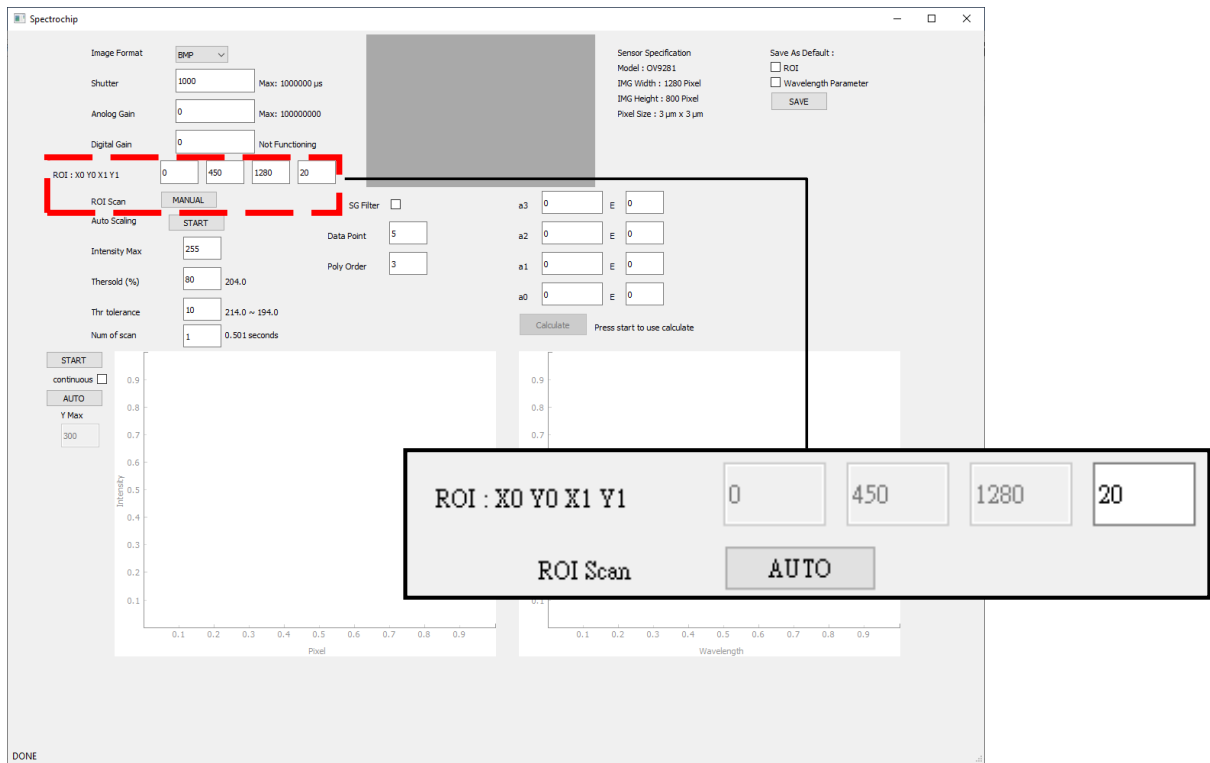 Spectrochip
Image Format BMP
Shutter 1000 Max: 1000000 μs
Analog Gain 0 Max: 100000000
Digital Gain 0 Not Functioning
ROI : X0 Y0 X1 Y1 0 450 1280 20
ROI Scan MANUAL
Auto Scaling START
Intensity Max 255
Thersold (%) 80 204.0
Thr tolerance 10 214.0 ~ 194.0
Num of scan 1 0.501 seconds
SG Filter
Data Point 5
Poly Order 3
Sensor Specification
Model : OV9281
IMG Width : 1280 Pixel
IMG Height : 800 Pixel
Pixel Size : 3 μm x 3 μm
Save As Default :
ROI
Wavelength Parameter
SAVE
a3 0 E 0
a2 0 E 0
a1 0 E 0
a0 0 E 0
Calculate Press start to use calculate
START
continuous
AUTO
Y Max
300
0.9
0.8
0.7
0.6
0.5
0.4
0.3
0.2
0.1
Intensity
0.1 0.2 0.3 0.4 0.5 0.6 0.7 0.8 0.9
Pixel
0.9
0.8
0.7
0.1
0.1 0.2 0.3 0.4 0.5 0.6 0.7 0.8 0.9
Wavelength
ROI : X0 Y0 X1 Y1 0 450 1280 20
ROI Scan AUTO
DONE